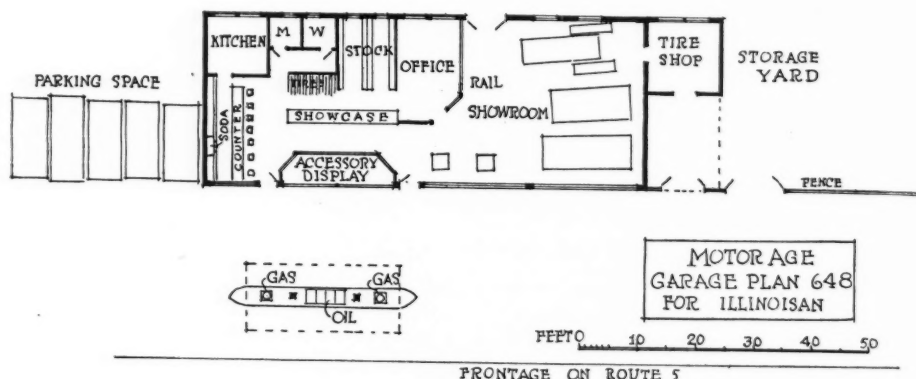 KITCHEN
M
W
STOCK
OFFICE
TIRE
SHOP
STORAGE
YARD
PARKING SPACE
RAIL
SHOWROOM
SHOWCASE
SODA
COUNTER
ACCESSORY
DISPLAY
FENCE
GAS
GAS
OIL
MOTOR AGE
GARAGE PLAN 648
FOR ILLINOISAN
FEET 0 10 20 30 40 50
FRONTAGE ON ROUTE 5